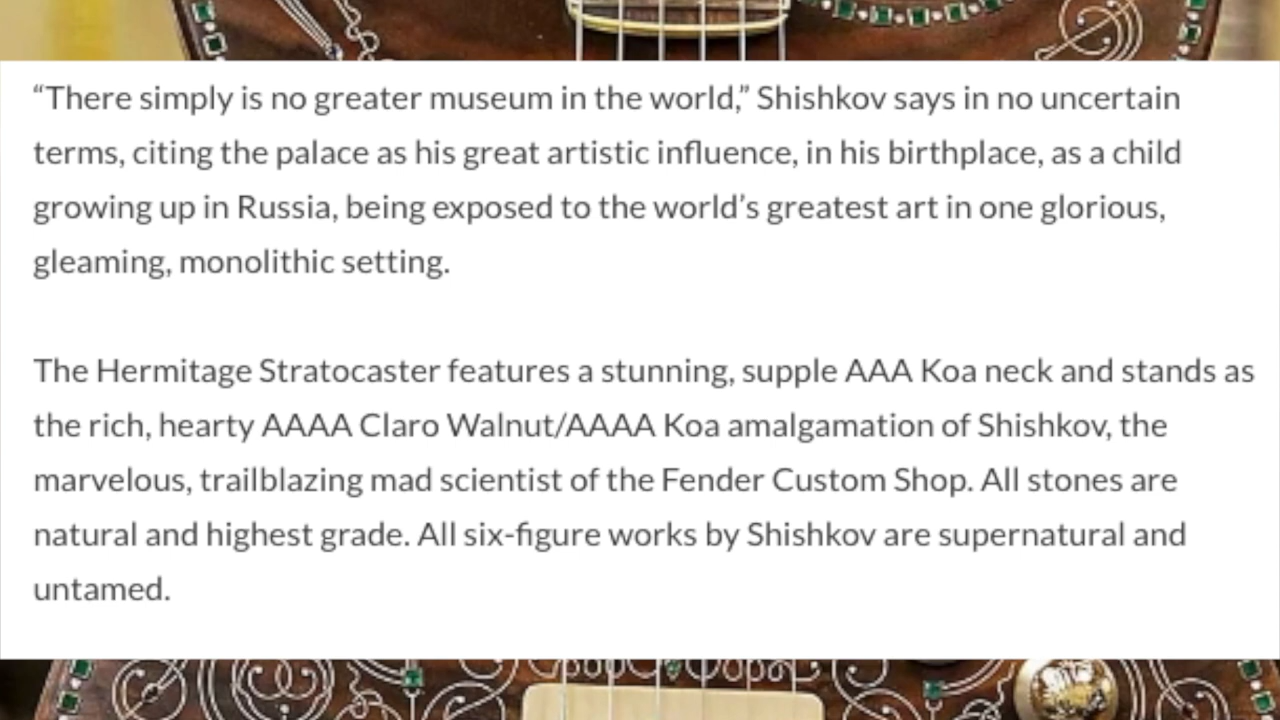 “There simply is no greater museum in the world,” Shishkov says in no uncertain
terms, citing the palace as his great artistic influence, in his birthplace, as a child
growing up in Russia, being exposed to the world’s greatest art in one glorious,
gleaming, monolithic setting.
The Hermitage Stratocaster features a stunning, supple AAA Koa neck and stands as
the rich, hearty AAAA Claro Walnut/AAAA Koa amalgamation of Shishkov, the
marvelous, trailblazing mad scientist of the Fender Custom Shop. All stones are
natural and highest grade. All six-figure works by Shishkov are supernatural and
untamed.